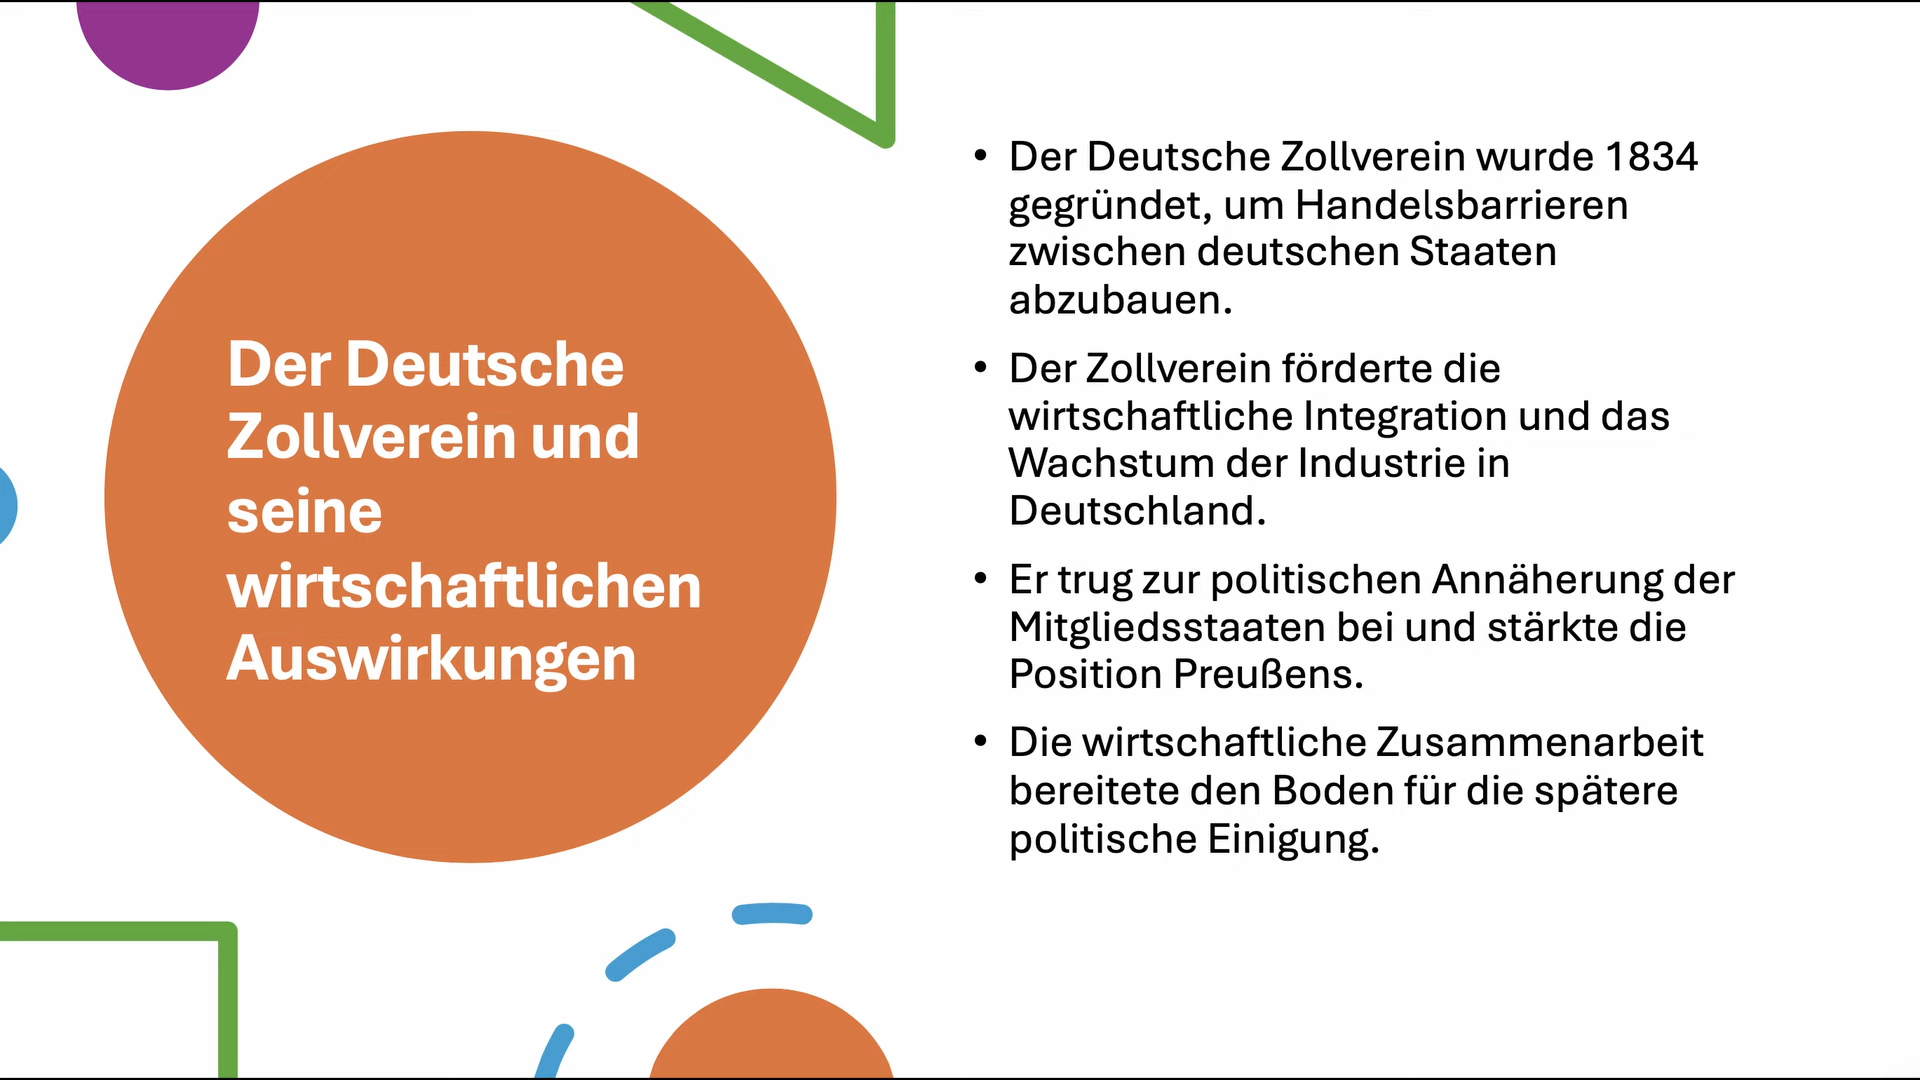 Der Deutsche
Zollverein und
seine
wirtschaftlichen
Auswirkungen
• Der Deutsche Zollverein wurde 1834
gegründet, um Handelsbarrieren
zwischen deutschen Staaten
abzubauen.
• Der Zollverein förderte die
wirtschaftliche Integration und das
Wachstum der Industrie in
Deutschland.
• Er trug zur politischen Annäherung der
Mitgliedsstaaten bei und stärkte die
Position Preußens.
• Die wirtschaftliche Zusammenarbeit
bereitete den Boden für die spätere
politische Einigung.